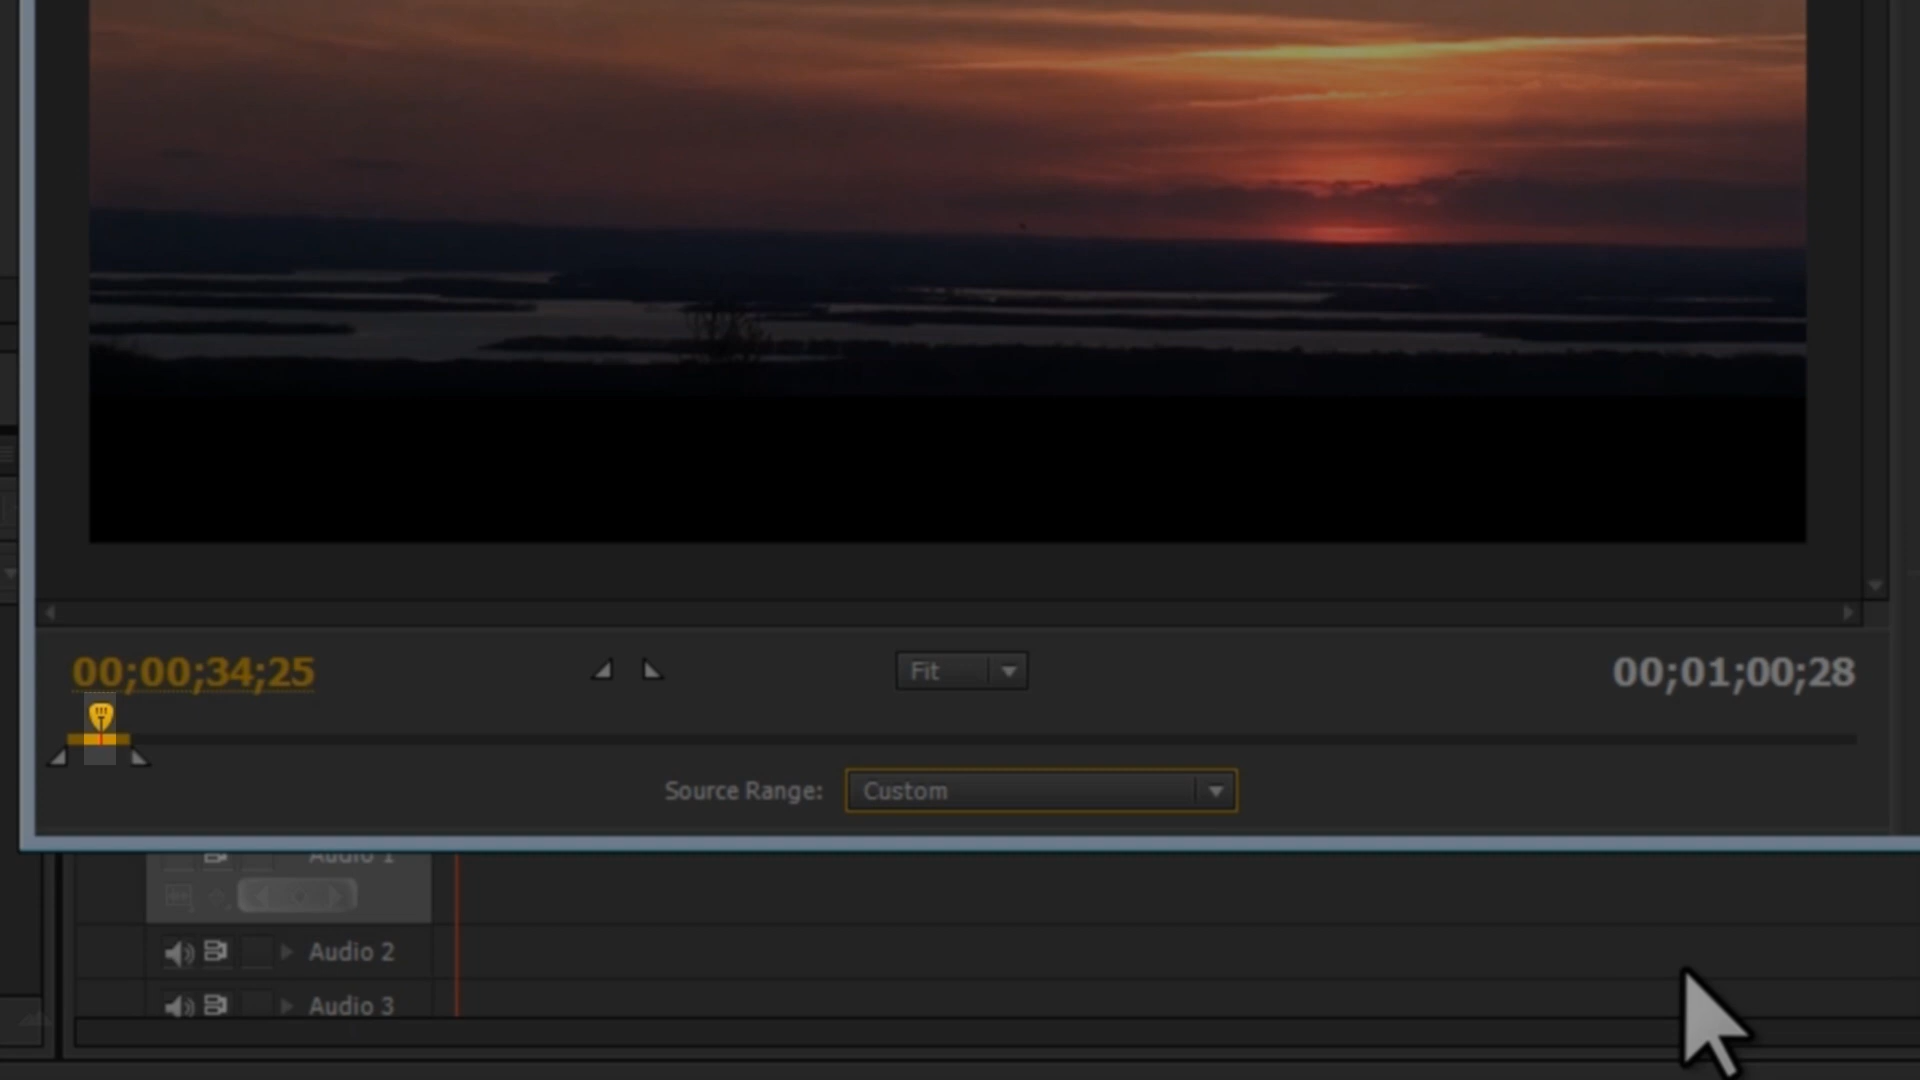 00;00;34;25
Fit
00;01;00;28
Source Range: Custom
Audio 1
Audio 2
Audio 3